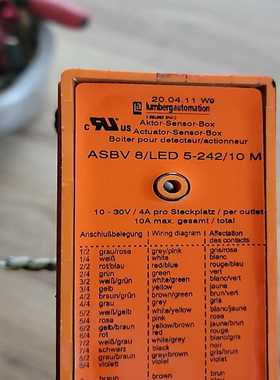 20.04.11 W9
lumberg automation
c UR us
Aktor-Sensor-Box
Actuator-Sensor-Box
Boitier pour detecteur/actionneur
ASBV 8/LED 5-242/10 M
10 - 30V / 4A pro Steckplatz / per outlet
10A max. gesamt / total
Anschlußbelegung Wiring diagram Affectation des contacts
1/2 grau/rosa grey/pink gris/rose
1/4 weiß white blanc
2/2 rot/blau red/blue rouge/bleu
2/4 grün green vert
3/2 weiß/grün white/green blanc/vert
3/4 gelb yellow jaune
4/2 braun/grün brown/green brun/vert
4/4 grau grey gris
5/2 weiß/gelb white/yellow blanc/jaune
5/4 rosa pink rose
6/2 gelb/braun yellow/brown jaune/brun
6/4 rot red rouge
7/2 weiß/grau white/grey blanc/gris
7/4 schwarz black noir
8/2 grau/braun grey/brown gris/brun
8/4 violett violet violet
braun brown brun